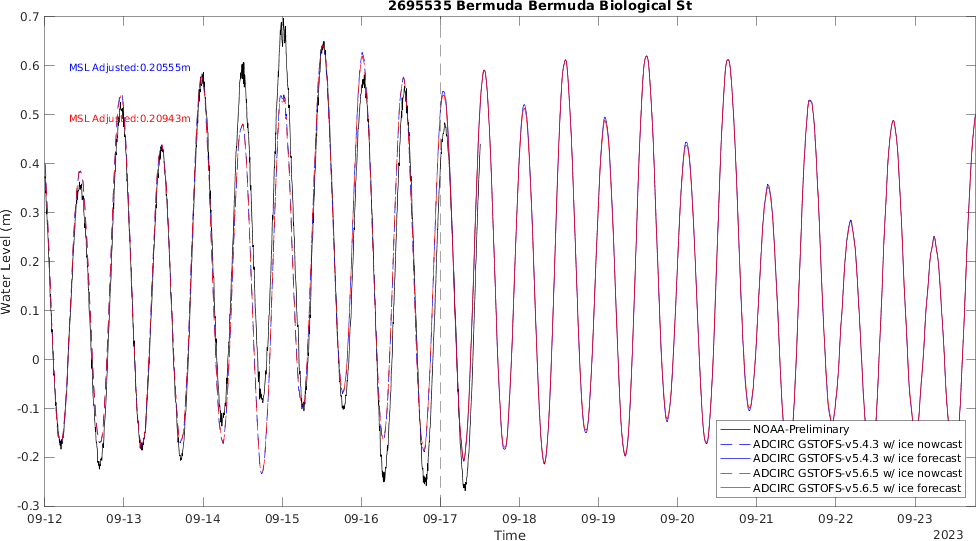 2695535 Bermuda Bermuda Biological St
0.7
0.6
0.5
0.4
0.3
0.2
0.1
0
-0.1
-0.2
-0.3
Water Level (m)
MSL Adjusted:0.20555m
MSL Adjusted:0.20943m
NOAA-Preliminary
ADCIRC GSTOFS-v5.4.3 w/ ice nowcast
ADCIRC GSTOFS-v5.4.3 w/ ice forecast
ADCIRC GSTOFS-v5.6.5 w/ ice nowcast
ADCIRC GSTOFS-v5.6.5 w/ ice forecast
09-12 09-13 09-14 09-15 09-16 09-17 09-18 09-19 09-20 09-21 09-22 09-23
Time
2023